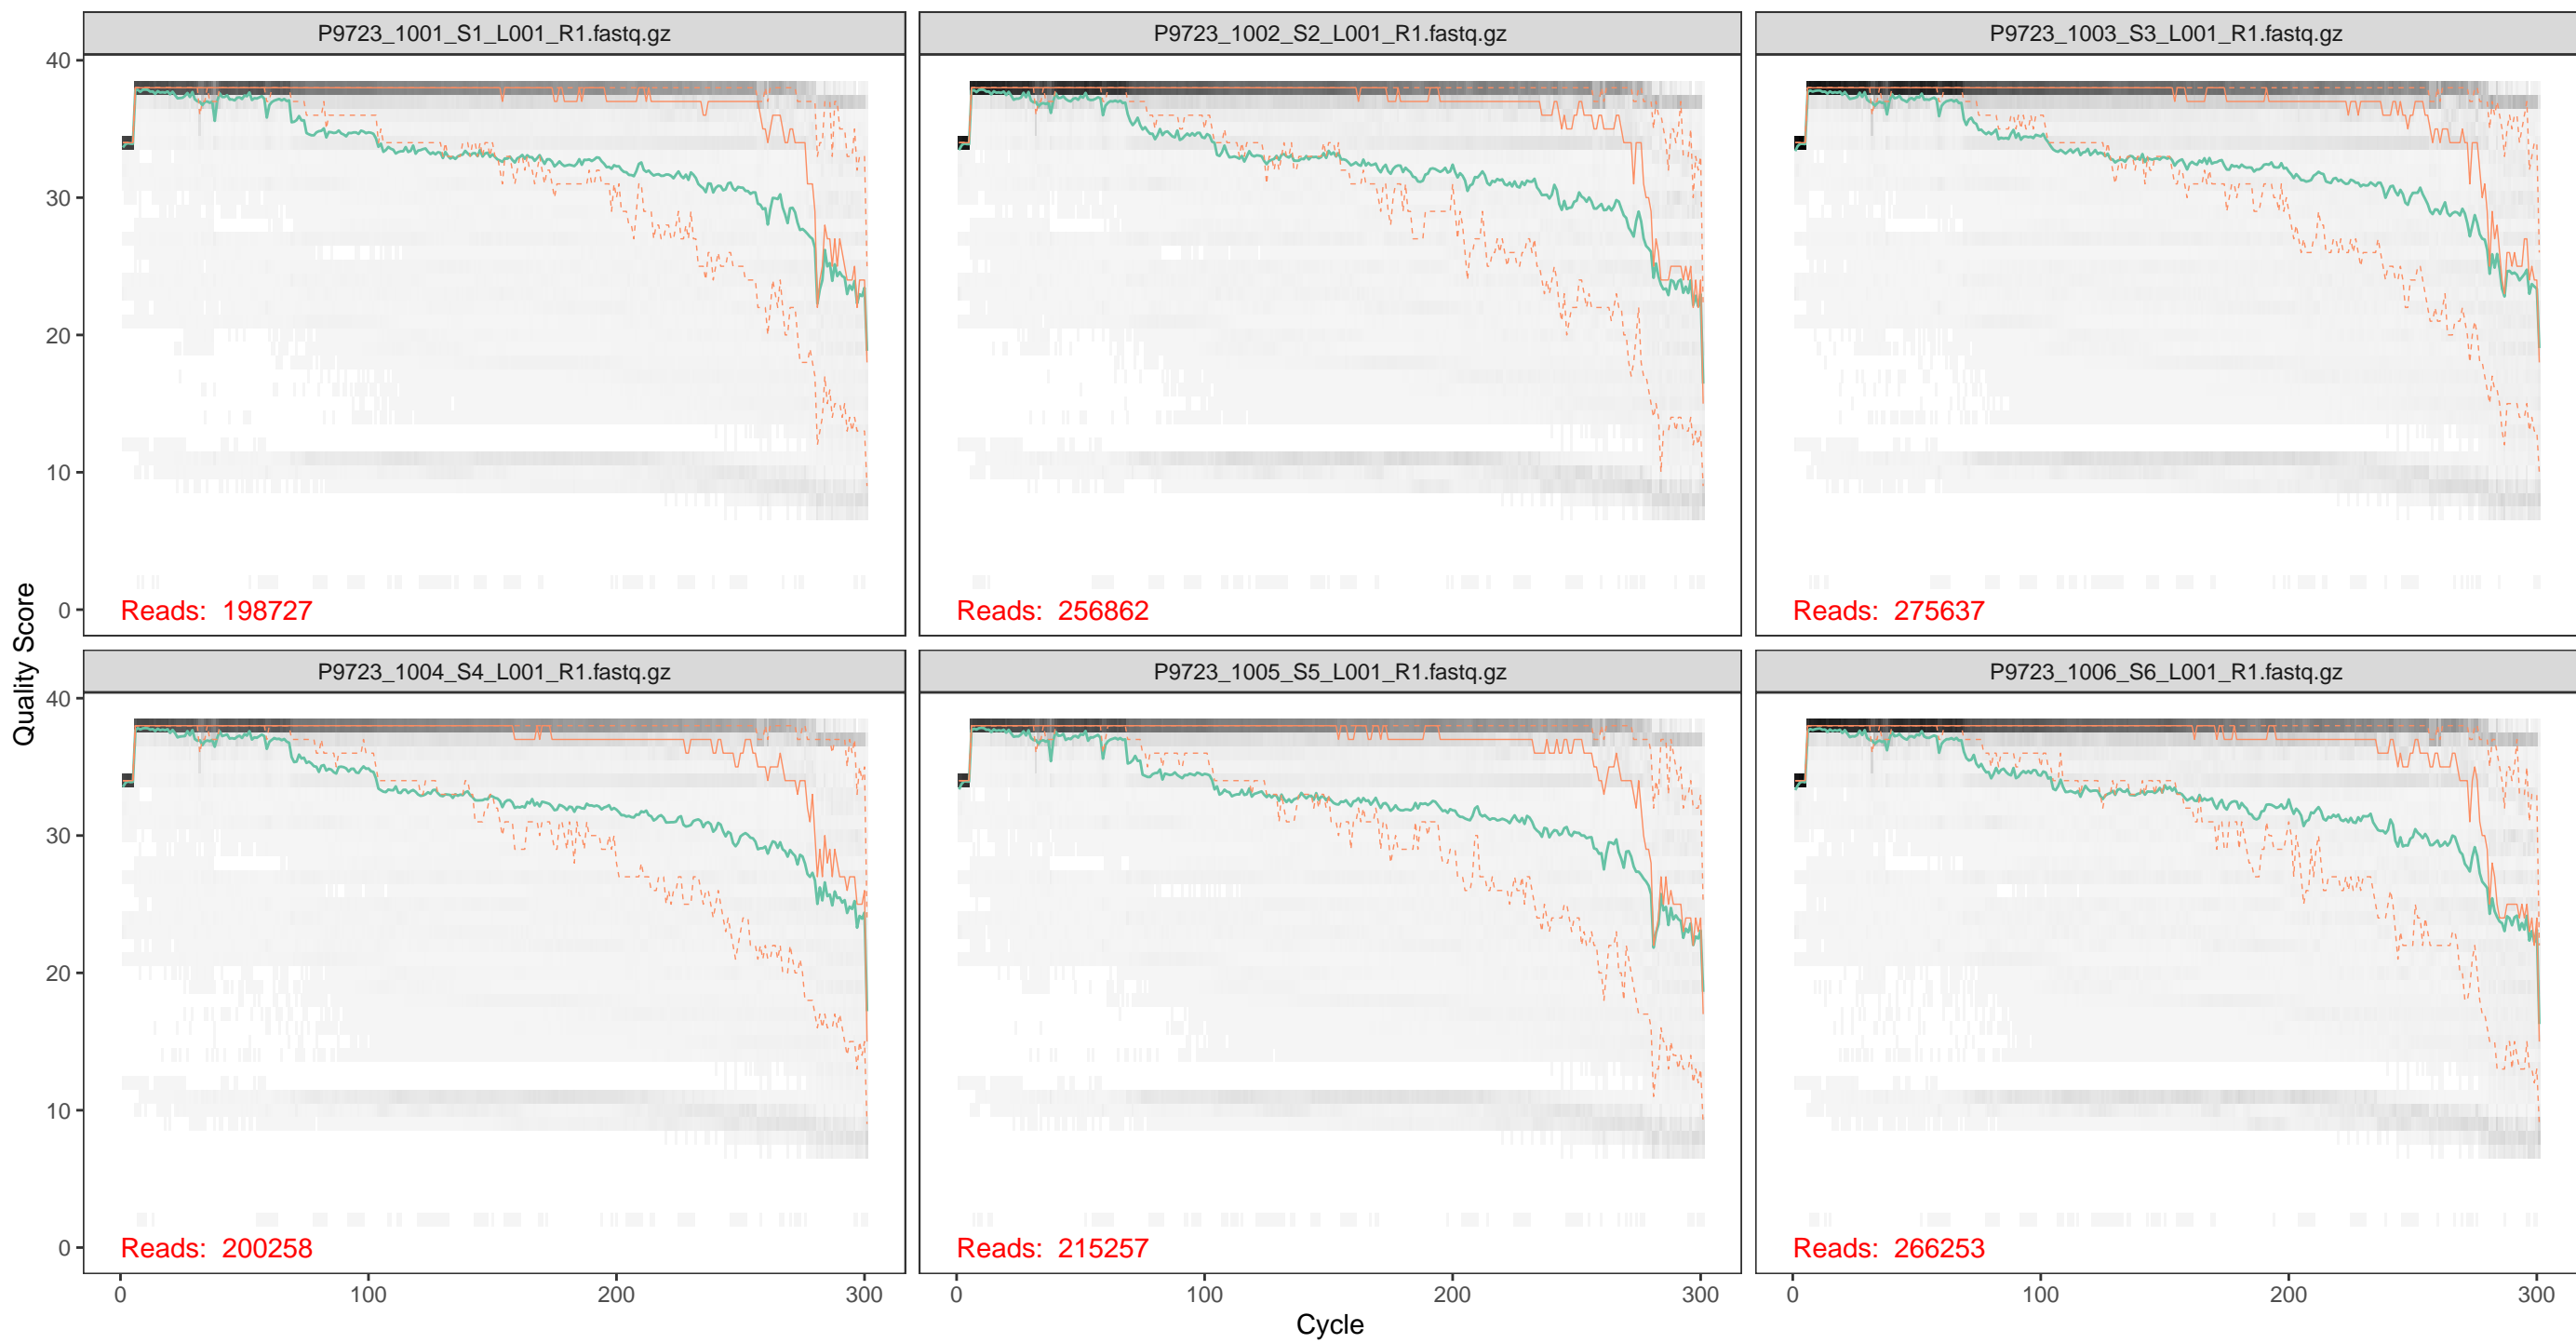 P9723_1001_S1_L001_R1.fastq.gz
P9723_1002_S2_L001_R1.fastq.gz
P9723_1003_S3_L001_R1.fastq.gz
40
30
20
10
0
Reads: 198727
Reads: 256862
Reads: 275637
Quality Score
P9723_1004_S4_L001_R1.fastq.gz
P9723_1005_S5_L001_R1.fastq.gz
P9723_1006_S6_L001_R1.fastq.gz
40
30
20
10
0
Reads: 200258
Reads: 215257
Reads: 266253
0 100 200 300
0 100 200 300
0 100 200 300
Cycle